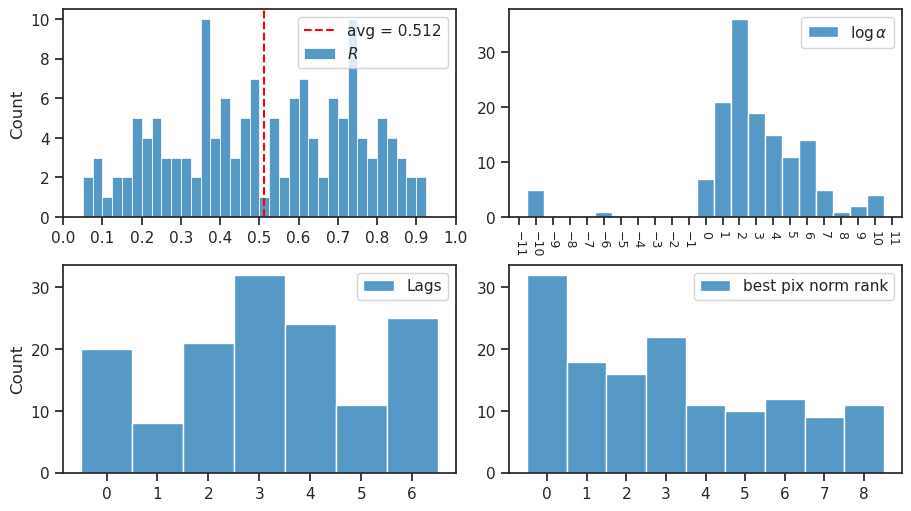 10
8
6
4
2
0
Count
avg = 0.512
R
0.0 0.1 0.2 0.3 0.4 0.5 0.6 0.7 0.8 0.9 1.0
30
20
10
0
log α
−11 −10 −9 −8 −7 −6 −5 −4 −3 −2 −1 0 1 2 3 4 5 6 7 8 9 10 11
30
20
10
0
Count
Lags
0 1 2 3 4 5 6
30
20
10
0
best pix norm rank
0 1 2 3 4 5 6 7 8